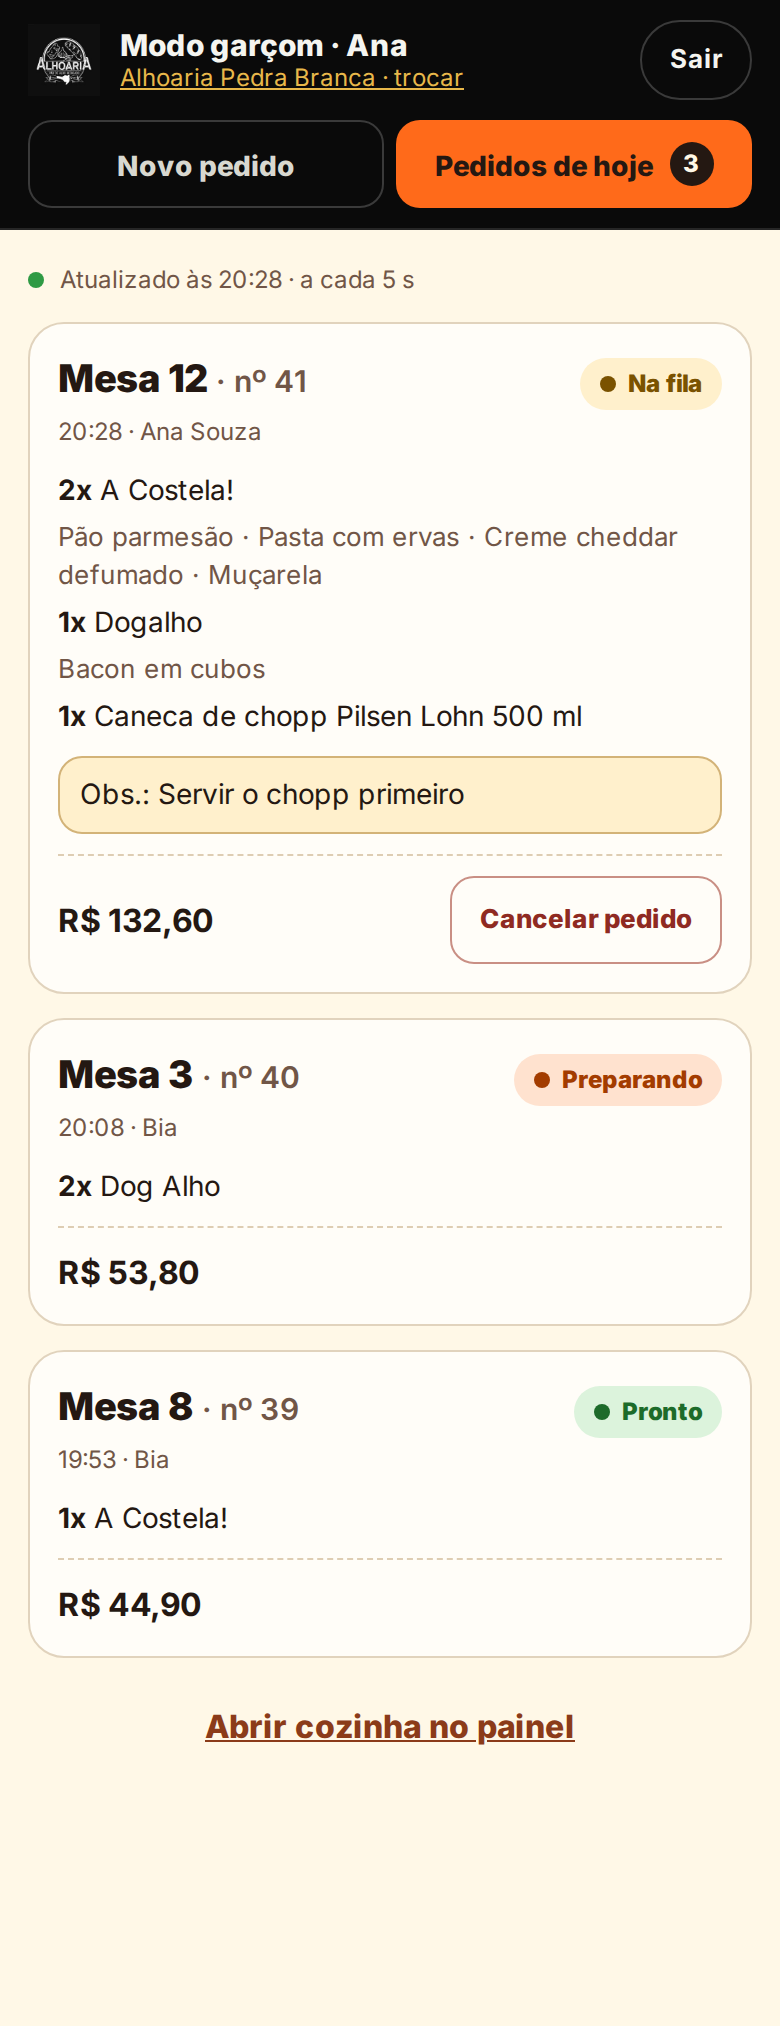 ALHOARIA
Modo garçom · Ana
Alhoaria Pedra Branca · trocar
Sair
Novo pedido
Pedidos de hoje 3
Atualizado às 20:28 · a cada 5 s
Mesa 12 · nº 41
Na fila
20:28 · Ana Souza
2x A Costela!
Pão parmesão · Pasta com ervas · Creme cheddar
defumado · Muçarela
1x Dogalho
Bacon em cubos
1x Caneca de chopp Pilsen Lohn 500 ml
Obs.: Servir o chopp primeiro
R$ 132,60
Cancelar pedido
Mesa 3 · nº 40
Preparando
20:08 · Bia
2x Dog Alho
R$ 53,80
Mesa 8 · nº 39
Pronto
19:53 · Bia
1x A Costela!
R$ 44,90
Abrir cozinha no painel